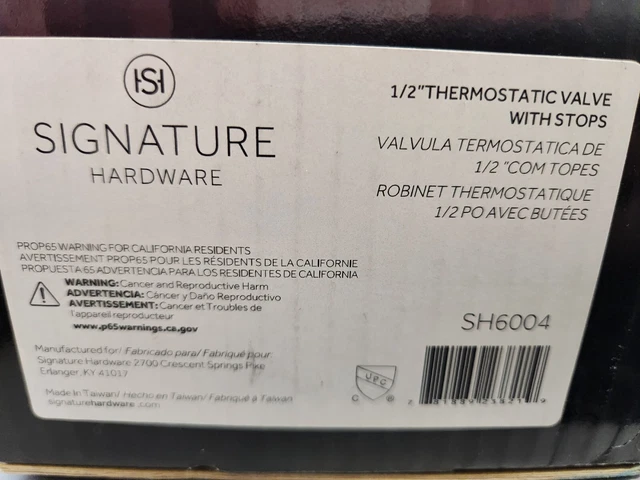 HS
SIGNATURE
HARDWARE
1/2"THERMOSTATIC VALVE
WITH STOPS
VALVULA TERMOSTATICA DE
1/2 "COM TOPES
ROBINET THERMOSTATIQUE
1/2 PO AVEC BUTÉES
PROP65 WARNING FOR CALIFORNIA RESIDENTS
AVERTISSEMENT PROP65 POUR LES RÉSIDENTS DE LA CALIFORNIE
PROPUESTA 65 ADVERTENCIA PARA LOS RESIDENTES DE CALIFORNIA
WARNING: Cancer and Reproductive Harm
ADVERTENCIA: Cáncer y Daño Reproductivo
AVERTISSEMENT: Cancer et Troubles de
l'appareil reproducteur
www.p65warnings.ca.gov
SH6004
Manufactured for/ Fabricado para/ Fabriqué pour:
Signature Hardware 2700 Crescent Springs Pike
Erlanger, KY 41017
Made in Taiwan/ Hecho en Taiwan/ Fabriqué à Taiwan
signaturehardware.com
UPC
C ®